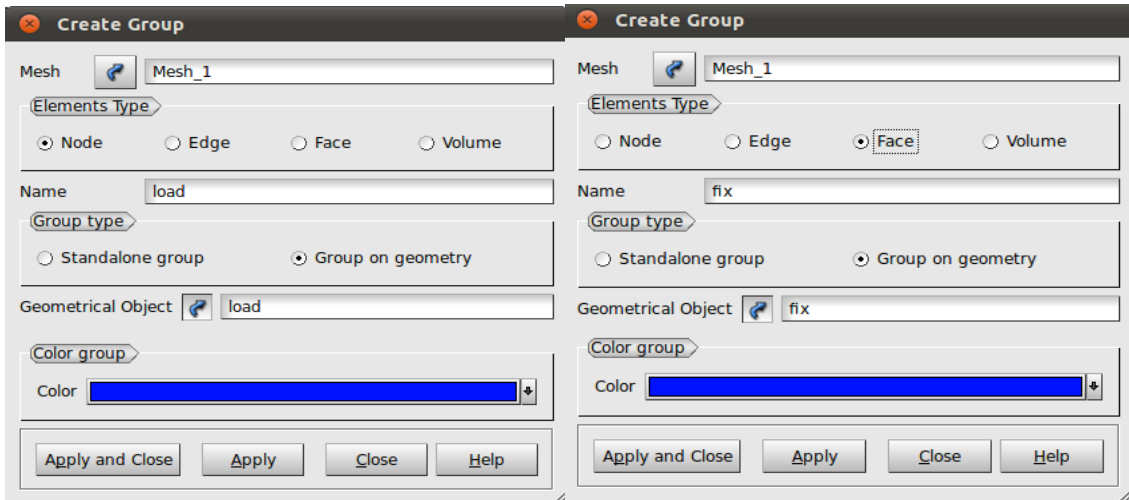 Create Group
Mesh Mesh_1
Elements Type
Node Edge Face Volume
Name load
Group type
Standalone group Group on geometry
Geometrical Object load
Color group
Color
Apply and Close Apply Close Help
Create Group
Mesh Mesh_1
Elements Type
Node Edge Face Volume
Name fix
Group type
Standalone group Group on geometry
Geometrical Object fix
Color group
Color
Apply and Close Apply Close Help